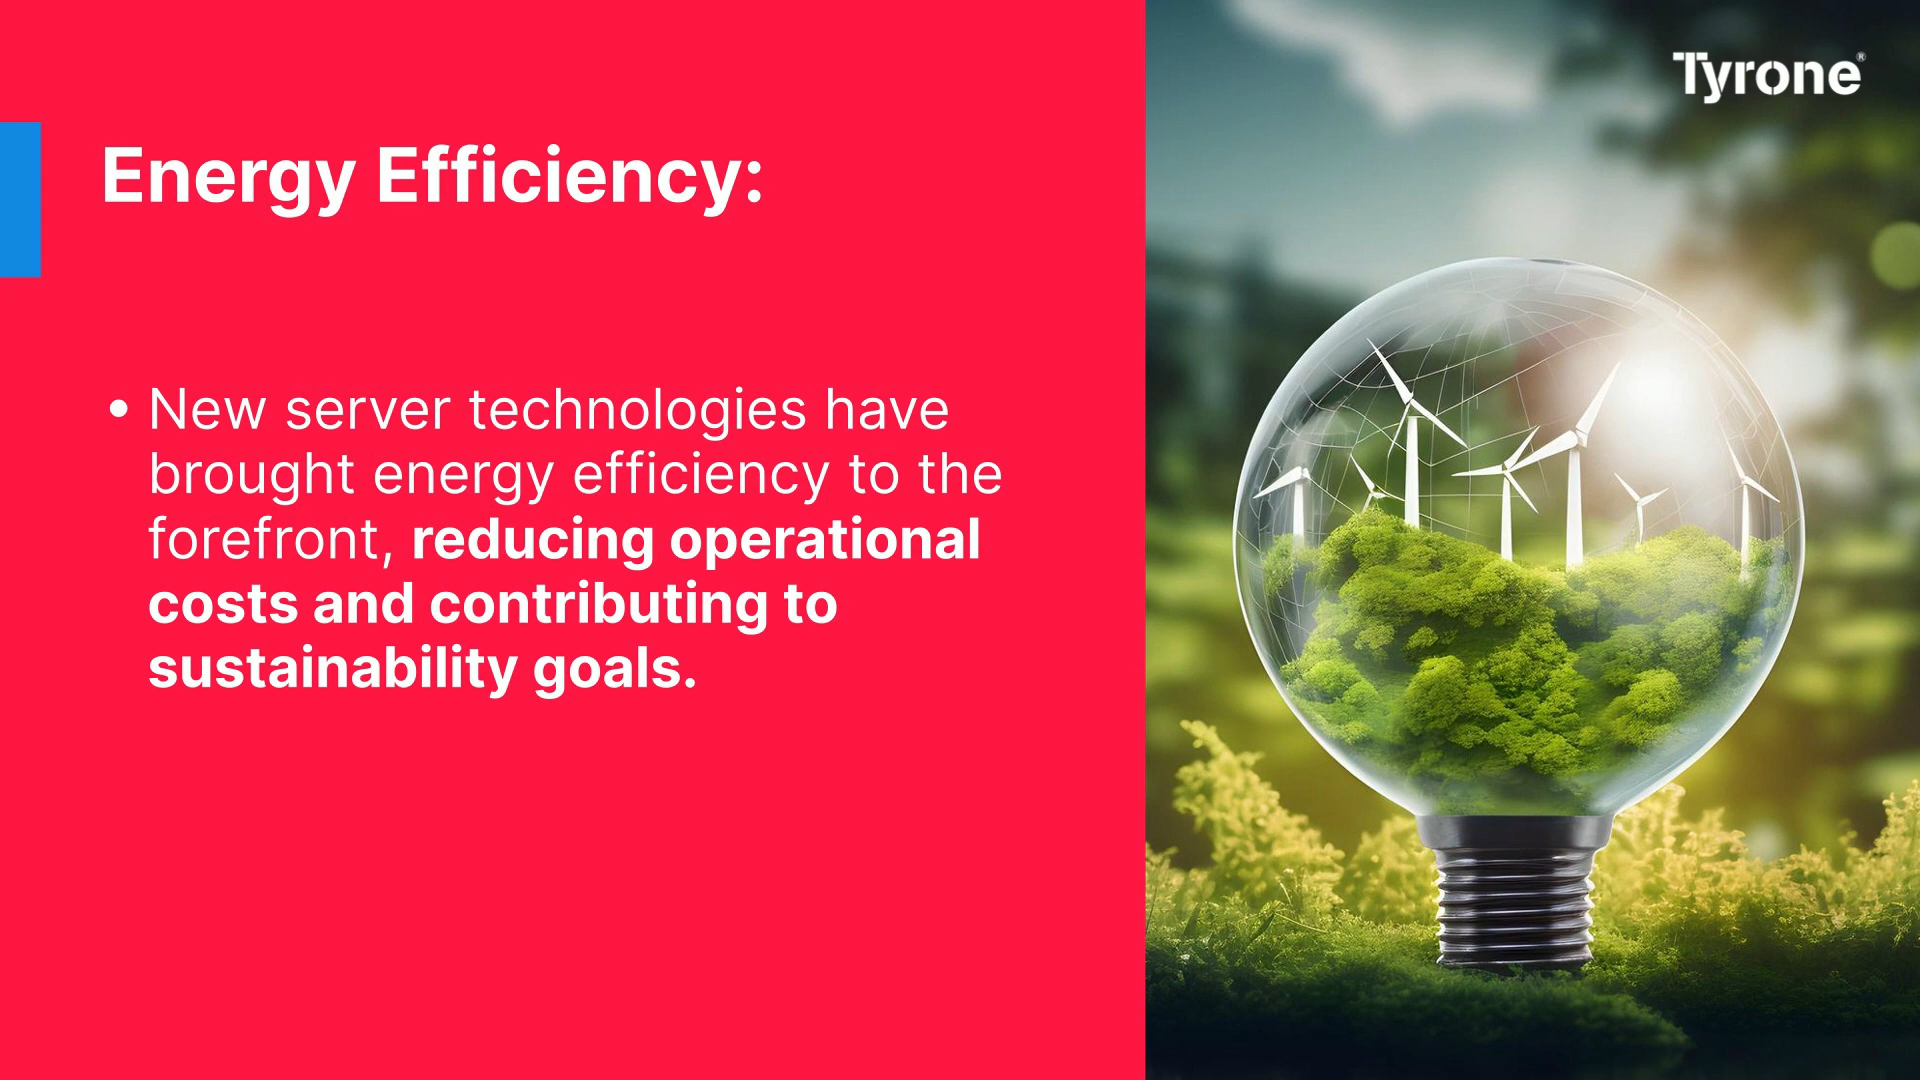 Tyrone®
Energy Efficiency:
• New server technologies have
brought energy efficiency to the
forefront, reducing operational
costs and contributing to
sustainability goals.